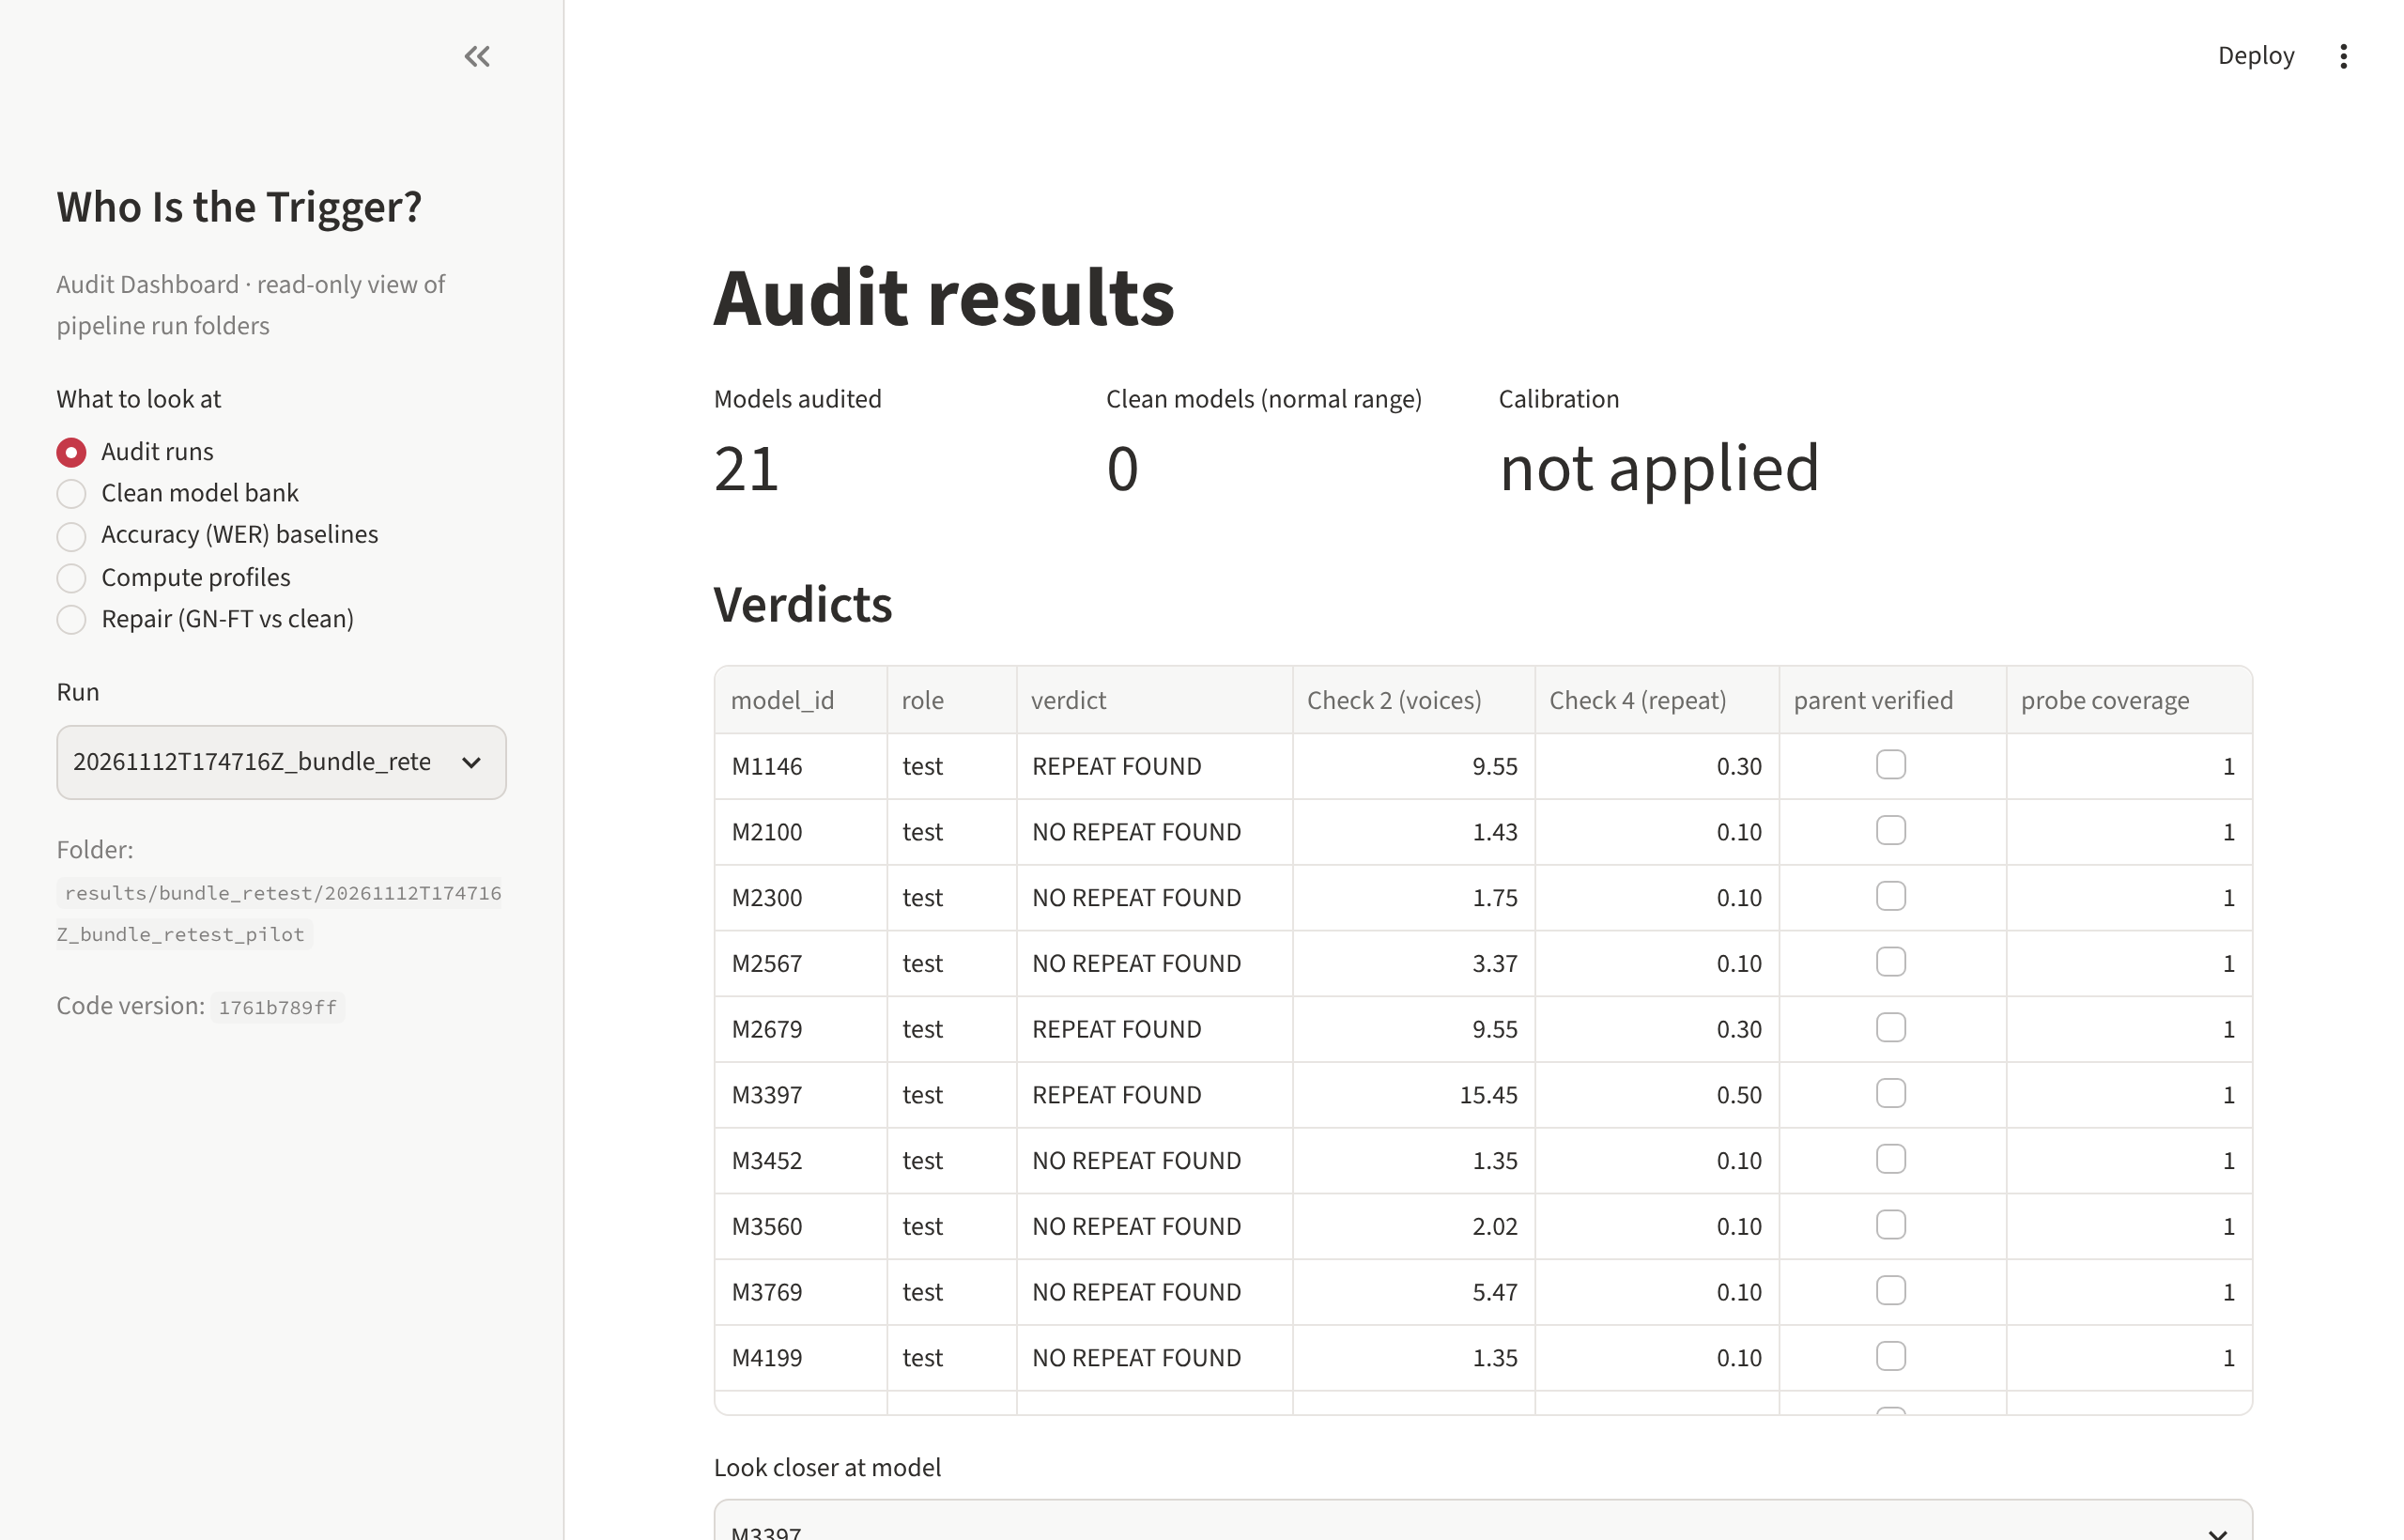 Deploy
Who Is the Trigger?
Audit Dashboard · read-only view of
pipeline run folders
What to look at
Audit runs
Clean model bank
Accuracy (WER) baselines
Compute profiles
Repair (GN-FT vs clean)
Run
20261112T174716Z_bundle_rete
Folder:
results/bundle_retest/20261112T174716
Z_bundle_retest_pilot
Code version: 1761b789ff
Audit results
Models audited Clean models (normal range) Calibration
21 0 not applied
Verdicts
model_id role verdict Check 2 (voices) Check 4 (repeat) parent verified probe coverage
M1146 test REPEAT FOUND 9.55 0.30 1
M2100 test NO REPEAT FOUND 1.43 0.10 1
M2300 test NO REPEAT FOUND 1.75 0.10 1
M2567 test NO REPEAT FOUND 3.37 0.10 1
M2679 test REPEAT FOUND 9.55 0.30 1
M3397 test REPEAT FOUND 15.45 0.50 1
M3452 test NO REPEAT FOUND 1.35 0.10 1
M3560 test NO REPEAT FOUND 2.02 0.10 1
M3769 test NO REPEAT FOUND 5.47 0.10 1
M4199 test NO REPEAT FOUND 1.35 0.10 1
Look closer at model
M3397